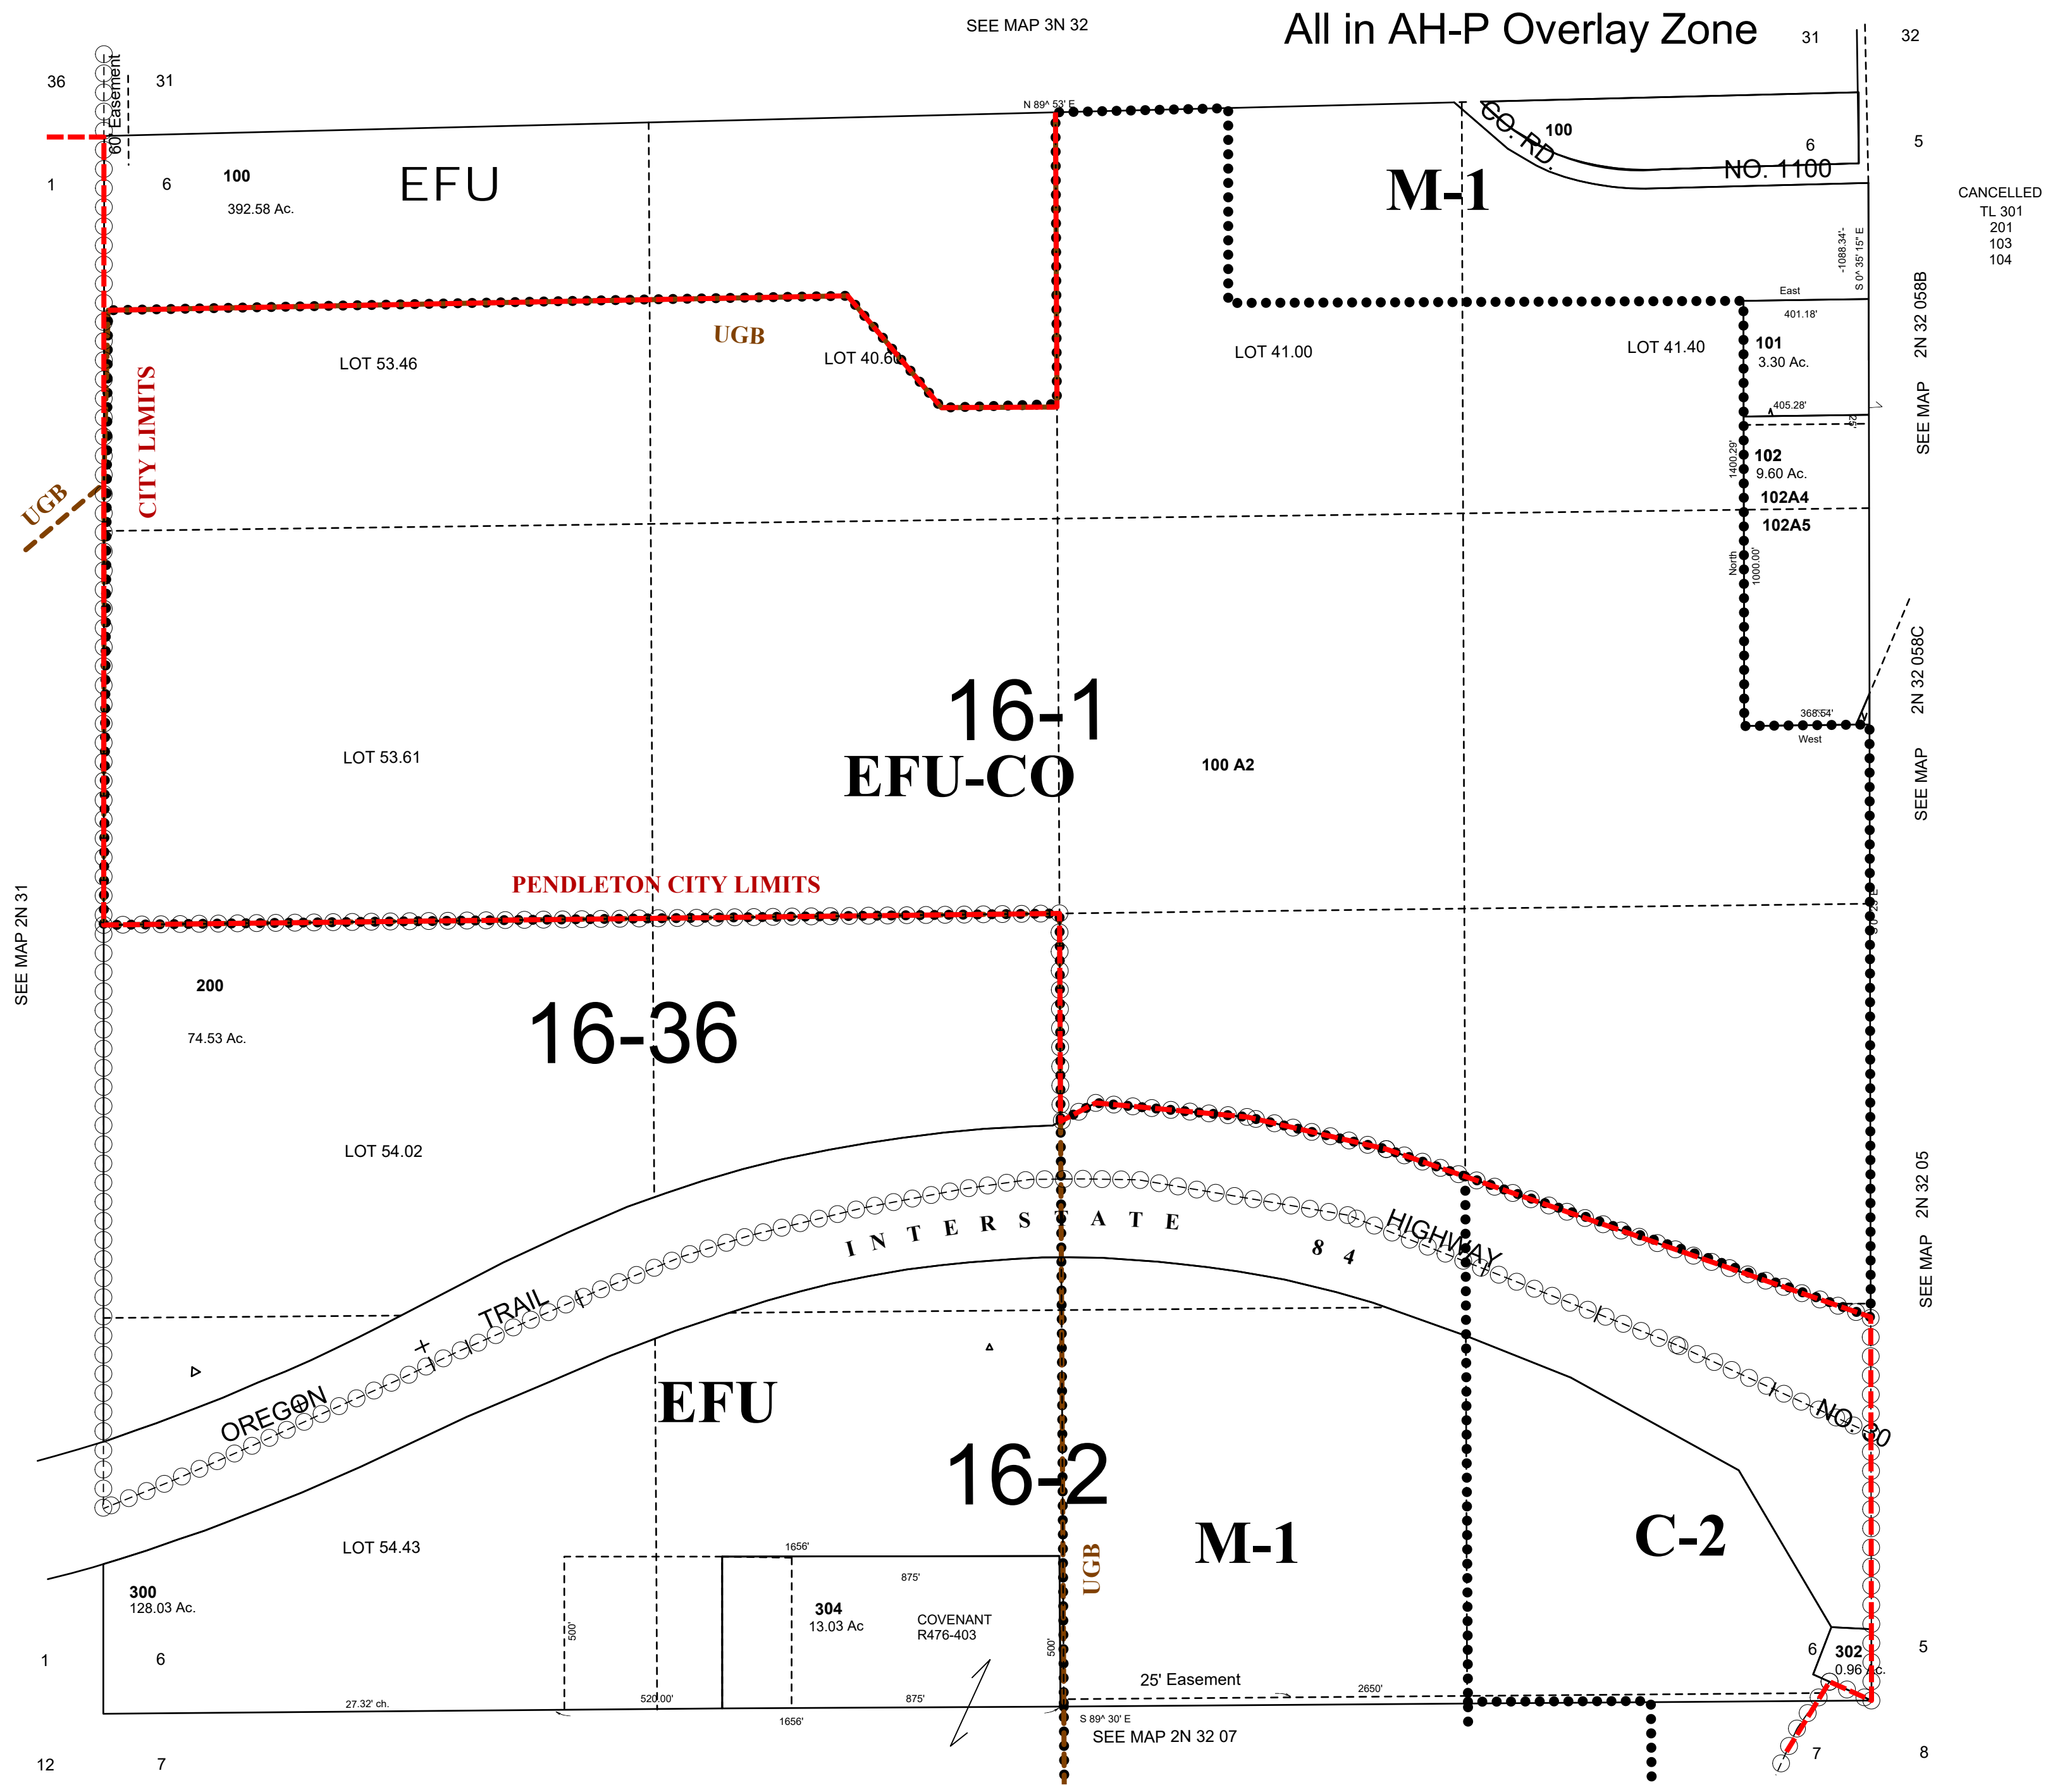 SEE MAP 3N 32
All in AH-P Overlay Zone
31
32
36
31
60' Easement
N 89^ 53' E
CO. RD.
100
NO. 1100
6
5
1
6
100
392.58 Ac.
EFU
M-1
CANCELLED
TL 301
201
103
104
-1088.34'-
S 0^ 35' 15" E
East
401.18'
SEE MAP 2N 32 05BB
UGB
LOT 53.46
LOT 40.60
LOT 41.00
LOT 41.40
101
3.30 Ac.
CITY LIMITS
405.28'
25'
1400.29'
102
9.60 Ac.
102A4
102A5
UGB
North
1000.00'
SEE MAP 2N 32 05BC
16-1
368.54'
West
LOT 53.61
EFU-CO
100 A2
PENDLETON CITY LIMITS
SEE MAP 2N 31
200
74.53 Ac.
16-36
LOT 54.02
SEE MAP 2N 32 05
INTERSTATE 84
HIGHWAY
OREGON
TRAIL
NO. 30
EFU
16-2
M-1
C-2
LOT 54.43
1656'
875'
UGB
300
128.03 Ac.
304
13.03 Ac
COVENANT
R476-403
500'
500'
6
302
0.96 Ac.
5
1
6
25' Easement
2650'
27.32' ch.
520.00'
875'
1656'
S 89^ 30' E
SEE MAP 2N 32 07
12
7
7
8